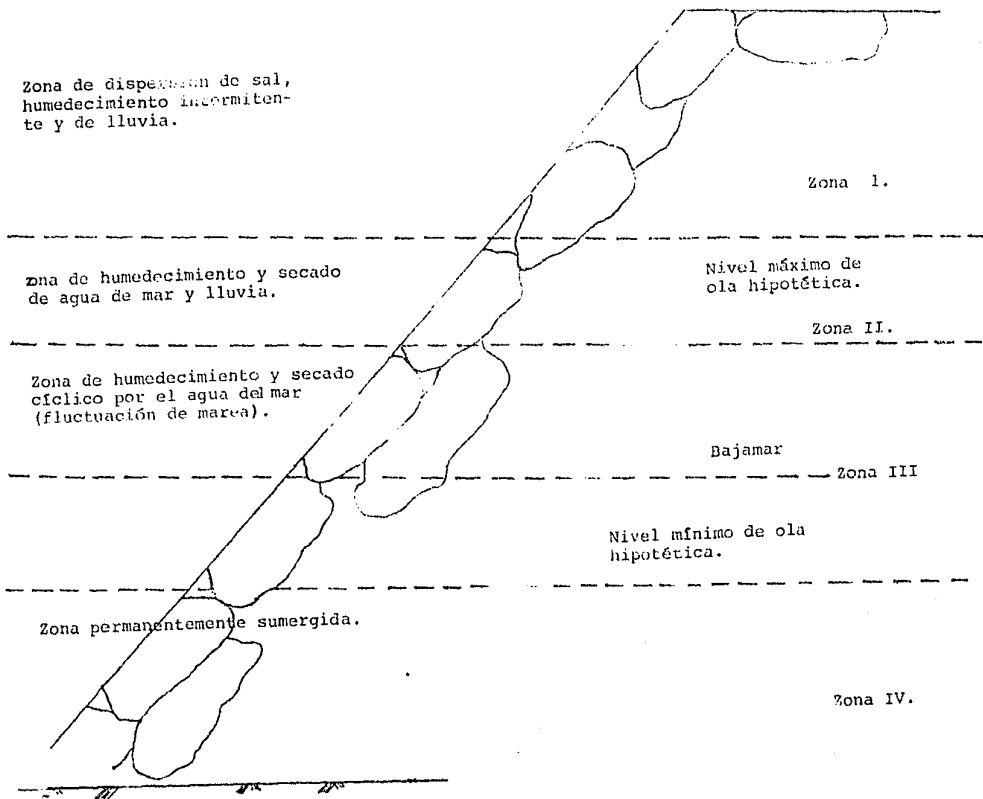 Zona de dispersión de sal,
humedecimiento intermiten-
te y de lluvia.
Zona 1.
zona de humedecimiento y secado
de agua de mar y lluvia.
Nivel máximo de
ola hipotética.
Zona II.
Zona de humedecimiento y secado
cíclico por el agua del mar
(fluctuación de marea).
Bajamar
Zona III
Nivel mínimo de ola
hipotética.
Zona permanentemente sumergida.
Zona IV.